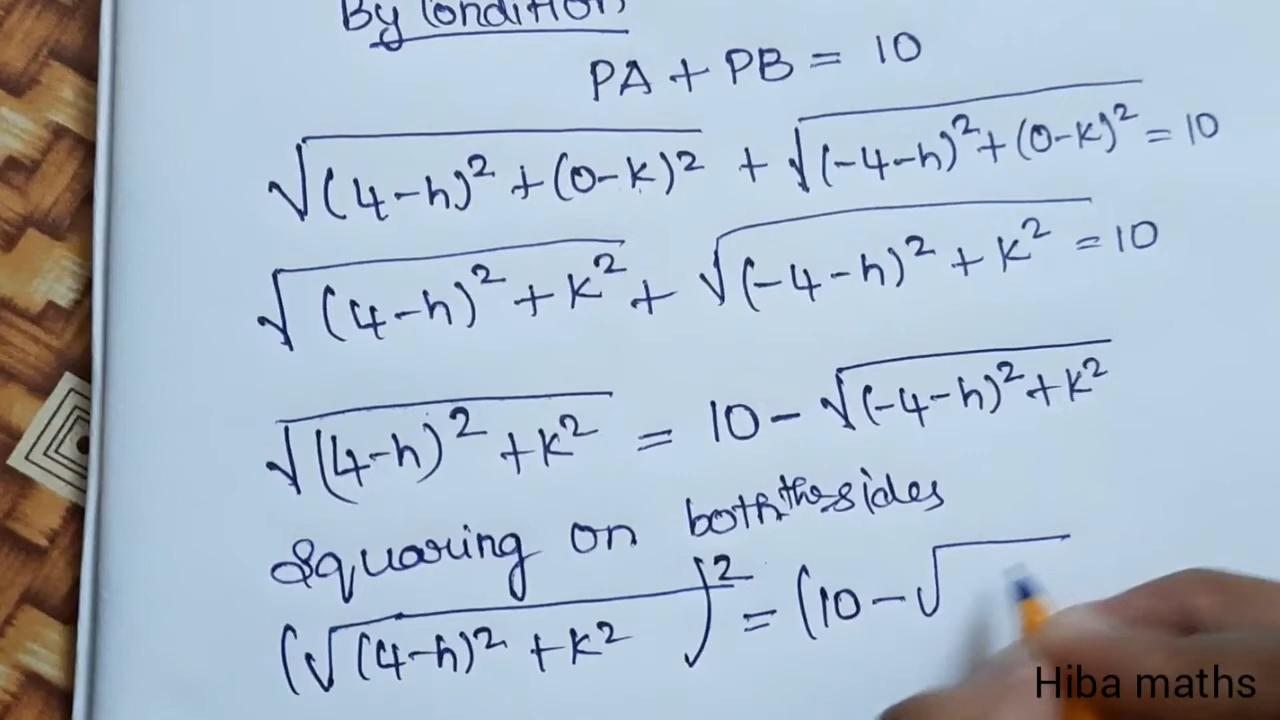 By Condition
PA + PB = 10
√(4-h)² + (0-k)² + √(-4-h)² + (0-k)² = 10
√(4-h)² + k² + √(-4-h)² + k² = 10
√(4-h)² + k² = 10 - √(-4-h)² + k²
Squaring on both the sides
(√(4-h)² + k² )² = (10 - √
Hiba maths